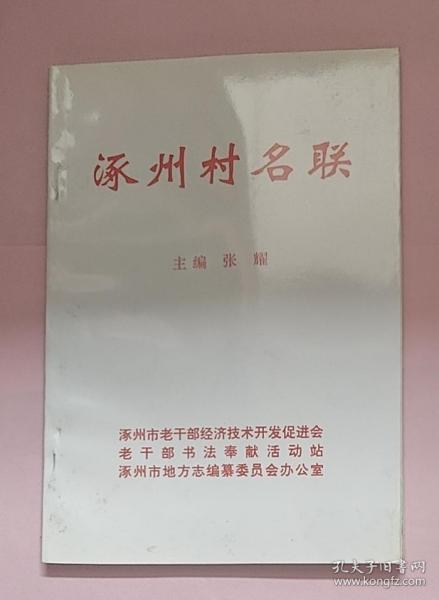 涿州村名联
主编 张 耀
涿州市老干部经济技术开发促进会
老干部书法奉献活动站
涿州市地方志编纂委员会办公室
孔夫子旧书网
www.kongfz.com